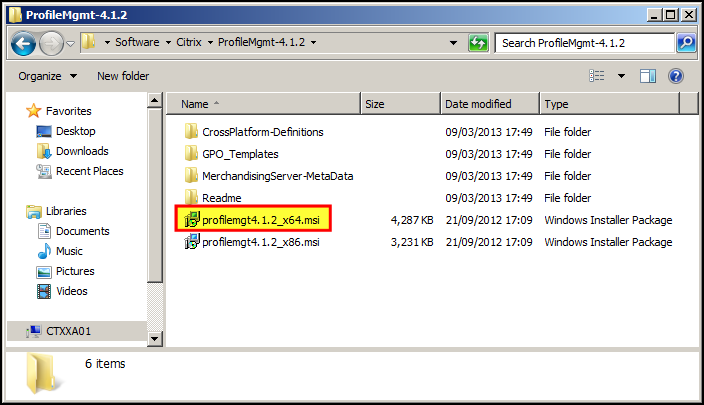 ProfileMgmt-4.1.2
Software Citrix ProfileMgmt-4.1.2 Search ProfileMgmt-4.1.2
Organize New folder
Favorites
Desktop
Downloads
Recent Places
Libraries
Documents
Music
Pictures
Videos
CTXXA01
Name Size Date modified Type
CrossPlatform-Definitions 09/03/2013 17:49 File folder
GPO_Templates 09/03/2013 17:49 File folder
MerchandisingServer-MetaData 09/03/2013 17:49 File folder
Readme 09/03/2013 17:49 File folder
profilemgt4.1.2_x64.msi 4,287 KB 21/09/2012 17:09 Windows Installer Package
profilemgt4.1.2_x86.msi 3,231 KB 21/09/2012 17:09 Windows Installer Package
6 items